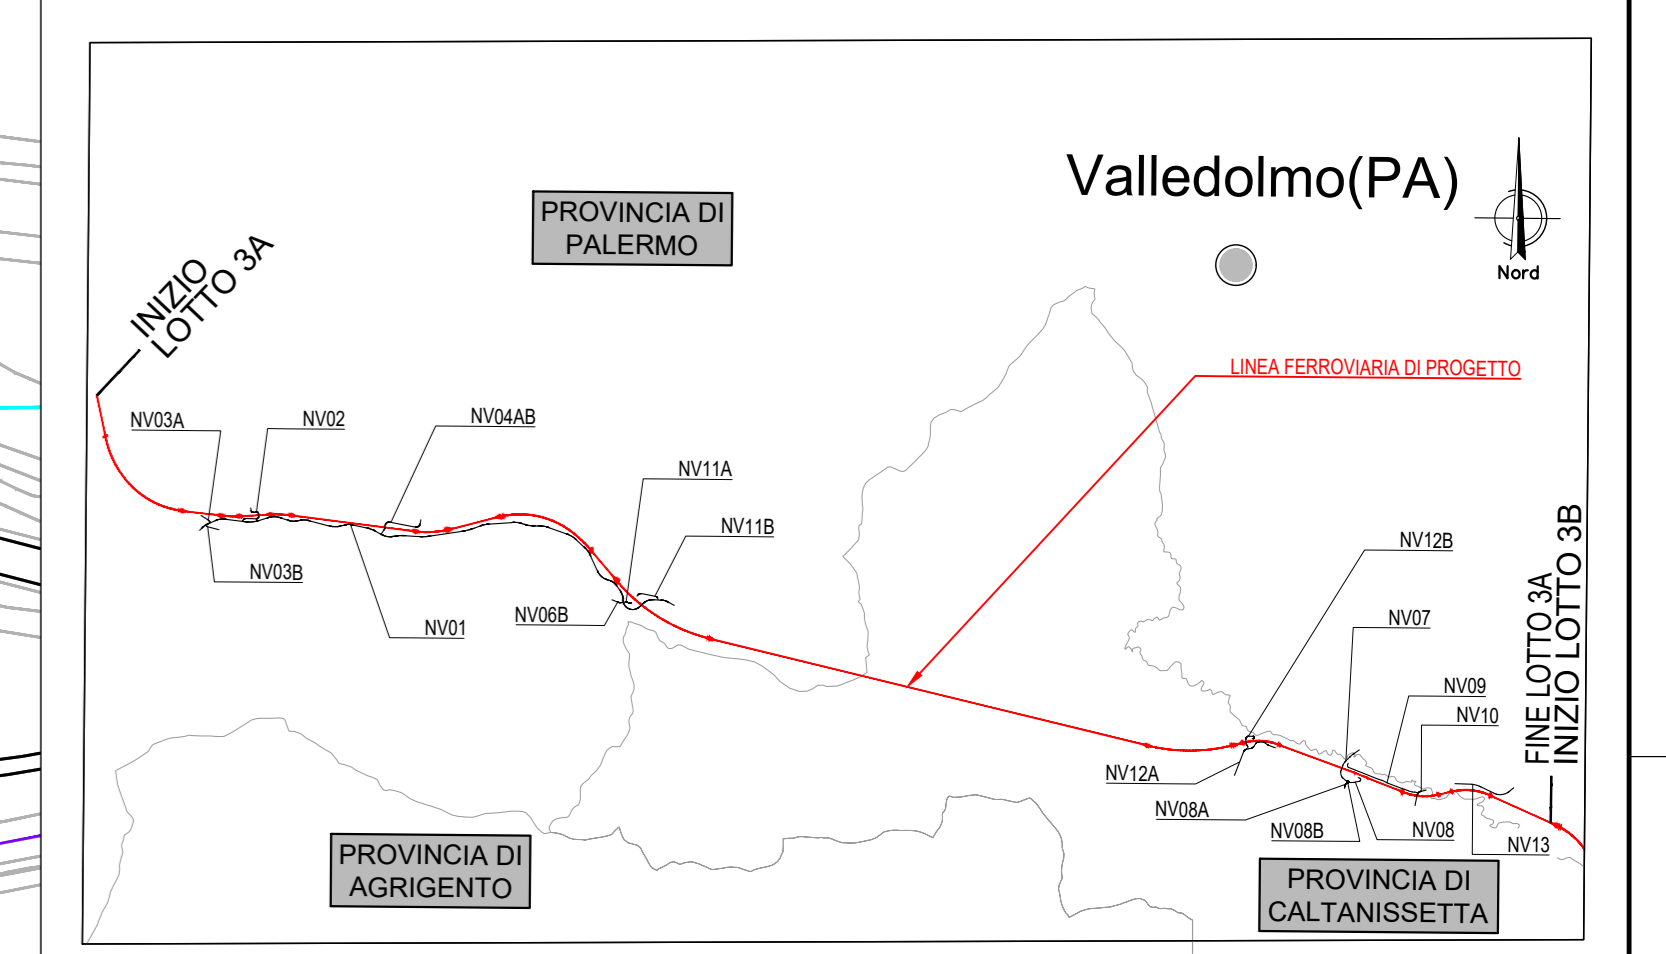 Valledolmo(PA)
Nord
PROVINCIA DI
PALERMO
INIZIO
LOTTO 3A
LINEA FERROVIARIA DI PROGETTO
NV03A
NV02
NV04AB
NV11A
NV11B
NV03B
NV01
NV06B
NV12B
NV07
NV09
NV10
FINE LOTTO 3A
INIZIO LOTTO 3B
NV12A
NV08A
NV08B
NV08
NV13
PROVINCIA DI
AGRIGENTO
PROVINCIA DI
CALTANISSETTA